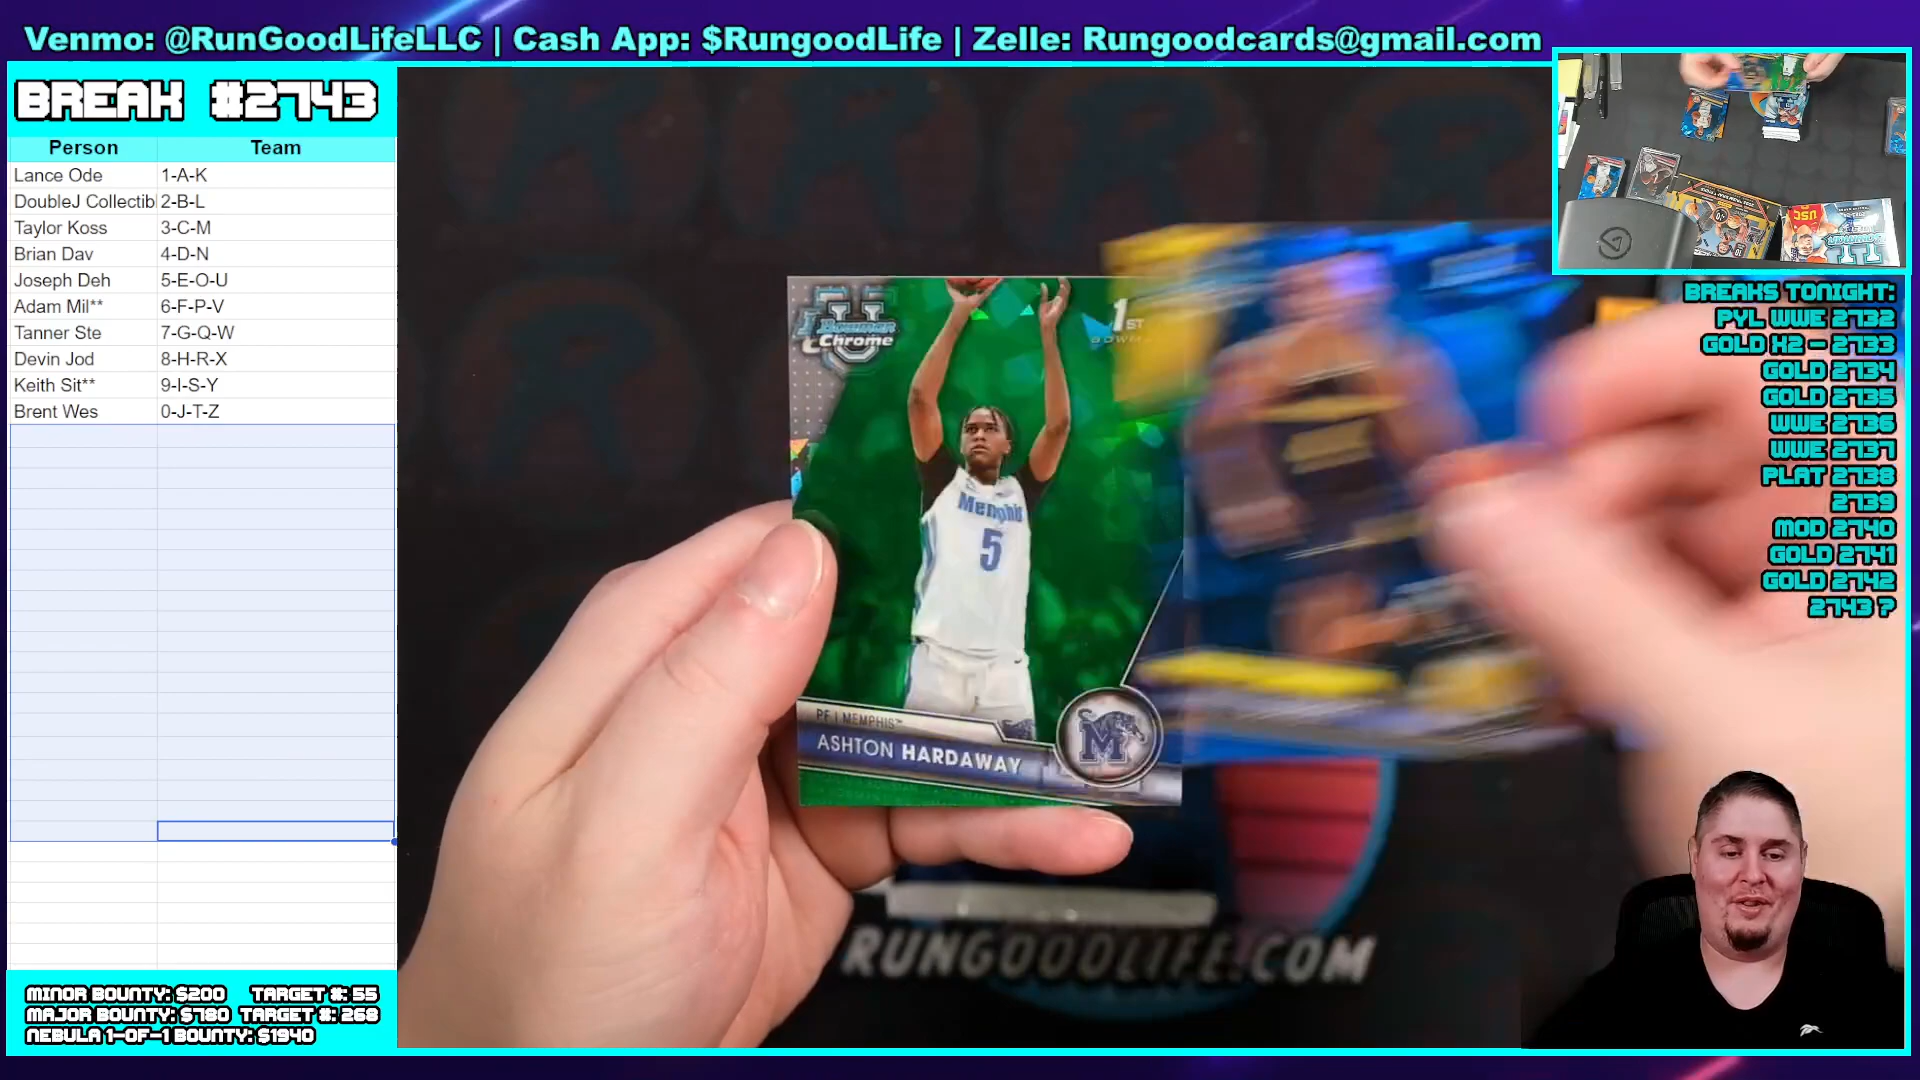 Venmo: @RunGoodLifeLLC | Cash App: $RungoodLife | Zelle: Rungoodcards@gmail.com
BREAK #2743
Person Team
Lance Ode 1-A-K
DoubleJ Collectib 2-B-L
Taylor Koss 3-C-M
Brian Dav 4-D-N
Joseph Deh 5-E-O-U
Adam Mil** 6-F-P-V
Tanner Ste 7-G-Q-W
Devin Jod 8-H-R-X
Keith Sit** 9-I-S-Y
Brent Wes 0-J-T-Z
MINOR BOUNTY: $200 TARGET #: 55
MAJOR BOUNTY: $780 TARGET #: 268
NEBULA 1-OF-1 BOUNTY: $1940
U
Bowman
Chrome
1ST
Memphis
5
PF | MEMPHIS™
ASHTON HARDAWAY
M
RUNGOODLIFE.COM
USC
BREAKS TONIGHT:
PYL WWE 2732
GOLD X2 - 2733
GOLD 2734
GOLD 2735
WWE 2736
WWE 2737
PLAT 2738
2739
MOD 2740
GOLD 2741
GOLD 2742
2743 ?